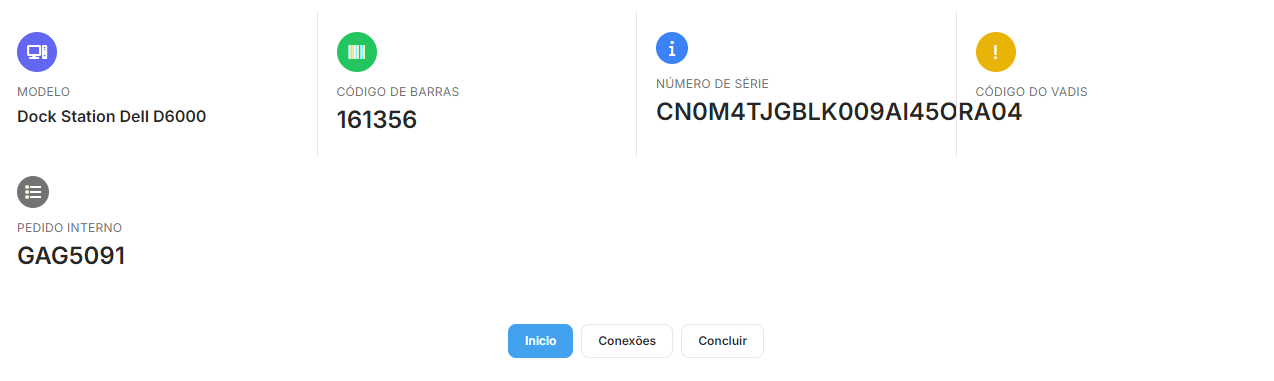 MODELO
Dock Station Dell D6000
CÓDIGO DE BARRAS
161356
NÚMERO DE SÉRIE
CN0M4TJGBLK009AI45ORA04
CÓDIGO DO VADIS
PEDIDO INTERNO
GAG5091
Inicio
Conexões
Concluir